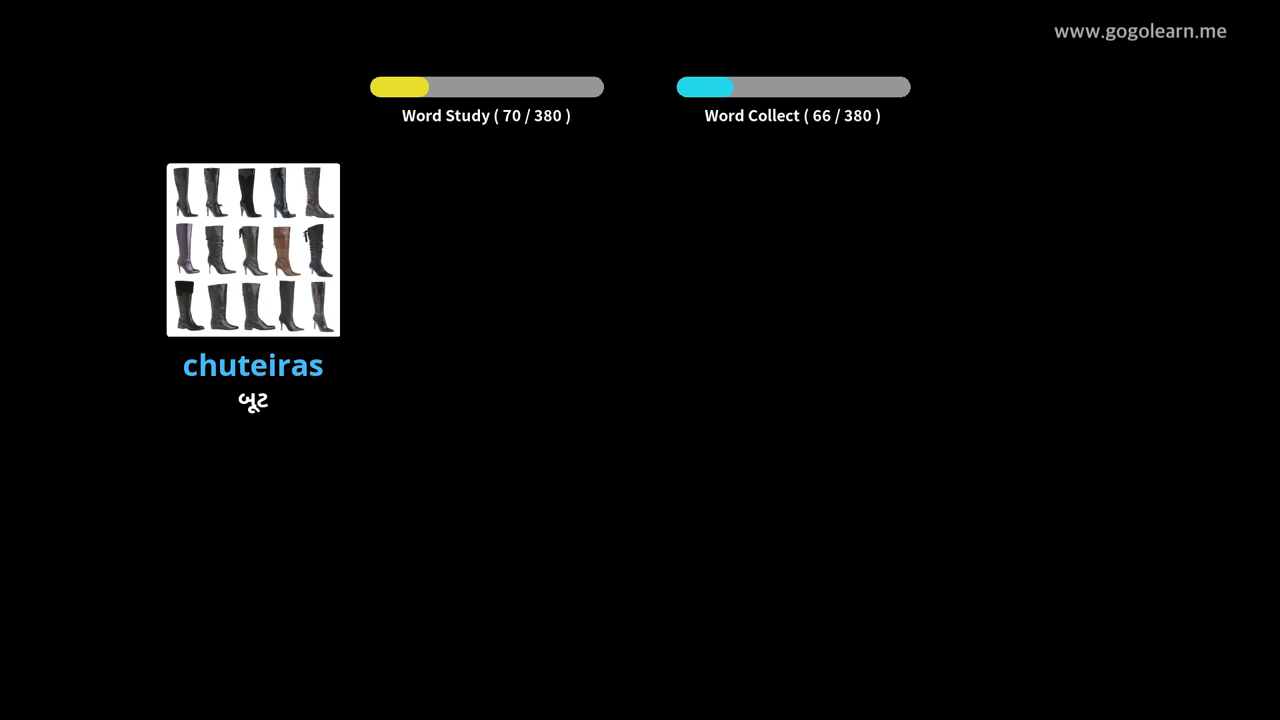 www.gogolearn.me
Word Study ( 70 / 380 )
Word Collect ( 66 / 380 )
chuteiras
બૂટ